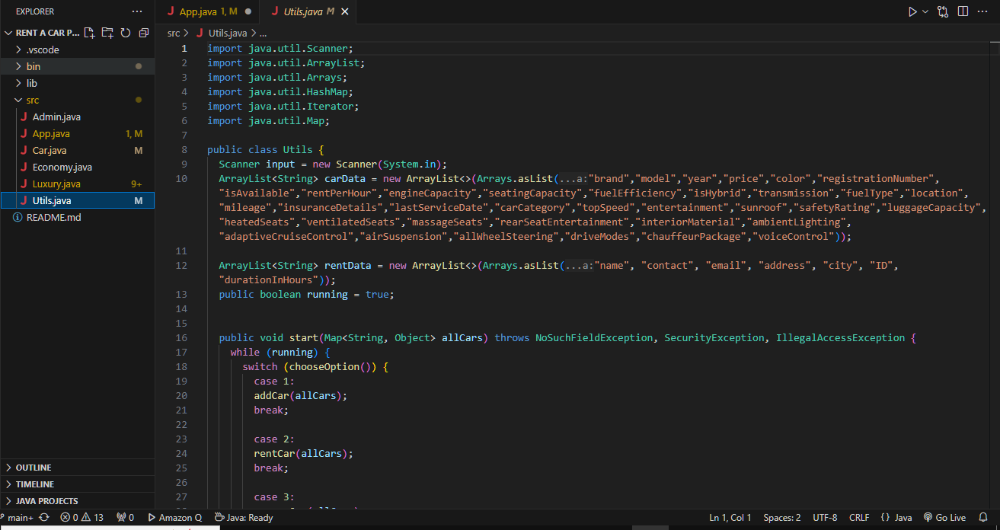 EXPLORER
App.java 1, M
Utils.java M
RENT A CAR P...
src > Utils.java > ...
.vscode
bin
lib
src
Admin.java
App.java 1, M
Car.java M
Economy.java
Luxury.java 9+
Utils.java M
README.md
OUTLINE
TIMELINE
JAVA PROJECTS
1 import java.util.Scanner;
2 import java.util.ArrayList;
3 import java.util.Arrays;
4 import java.util.HashMap;
5 import java.util.Iterator;
6 import java.util.Map;
7
8 public class Utils {
9 Scanner input = new Scanner(System.in);
10 ArrayList<String> carData = new ArrayList<>(Arrays.asList(...a:"brand","model","year","price","color","registrationNumber",
"isAvailable","rentPerHour","engineCapacity","seatingCapacity","fuelEfficiency","isHybrid","transmission","fuelType","location",
"mileage","insuranceDetails","lastServiceDate","carCategory","topSpeed","entertainment","sunroof","safetyRating","luggageCapacity",
"heatedSeats","ventilatedSeats","massageSeats","rearSeatEntertainment","interiorMaterial","ambientLighting",
"adaptiveCruiseControl","airSuspension","allWheelSteering","driveModes","chauffeurPackage","voiceControl"));
11
12 ArrayList<String> rentData = new ArrayList<>(Arrays.asList(...a:"name", "contact", "email", "address", "city", "ID",
"durationInHours"));
13 public boolean running = true;
14
15
16 public void start(Map<String, Object> allCars) throws NoSuchFieldException, SecurityException, IllegalAccessException {
17 while (running) {
18 switch (chooseOption()) {
19 case 1:
20 addCar(allCars);
21 break;
22
23 case 2:
24 rentCar(allCars);
25 break;
26
27 case 3:
main+ 0 13 0 Amazon Q Java: Ready Ln 1, Col 1 Spaces: 2 UTF-8 CRLF {} Java Go Live